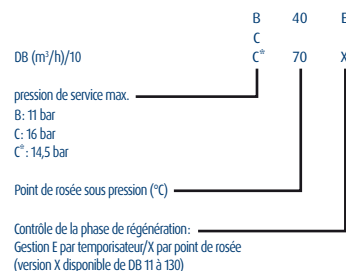 B 40 E
C
DB (m³/h)/10 C* 70 X
pression de service max.
B: 11 bar
C: 16 bar
C*: 14,5 bar
Point de rosée sous pression (°C)
Contrôle de la phase de régénération:
Gestion E par temporisateur/X par point de rosée
(version X disponible de DB 11 à 130)